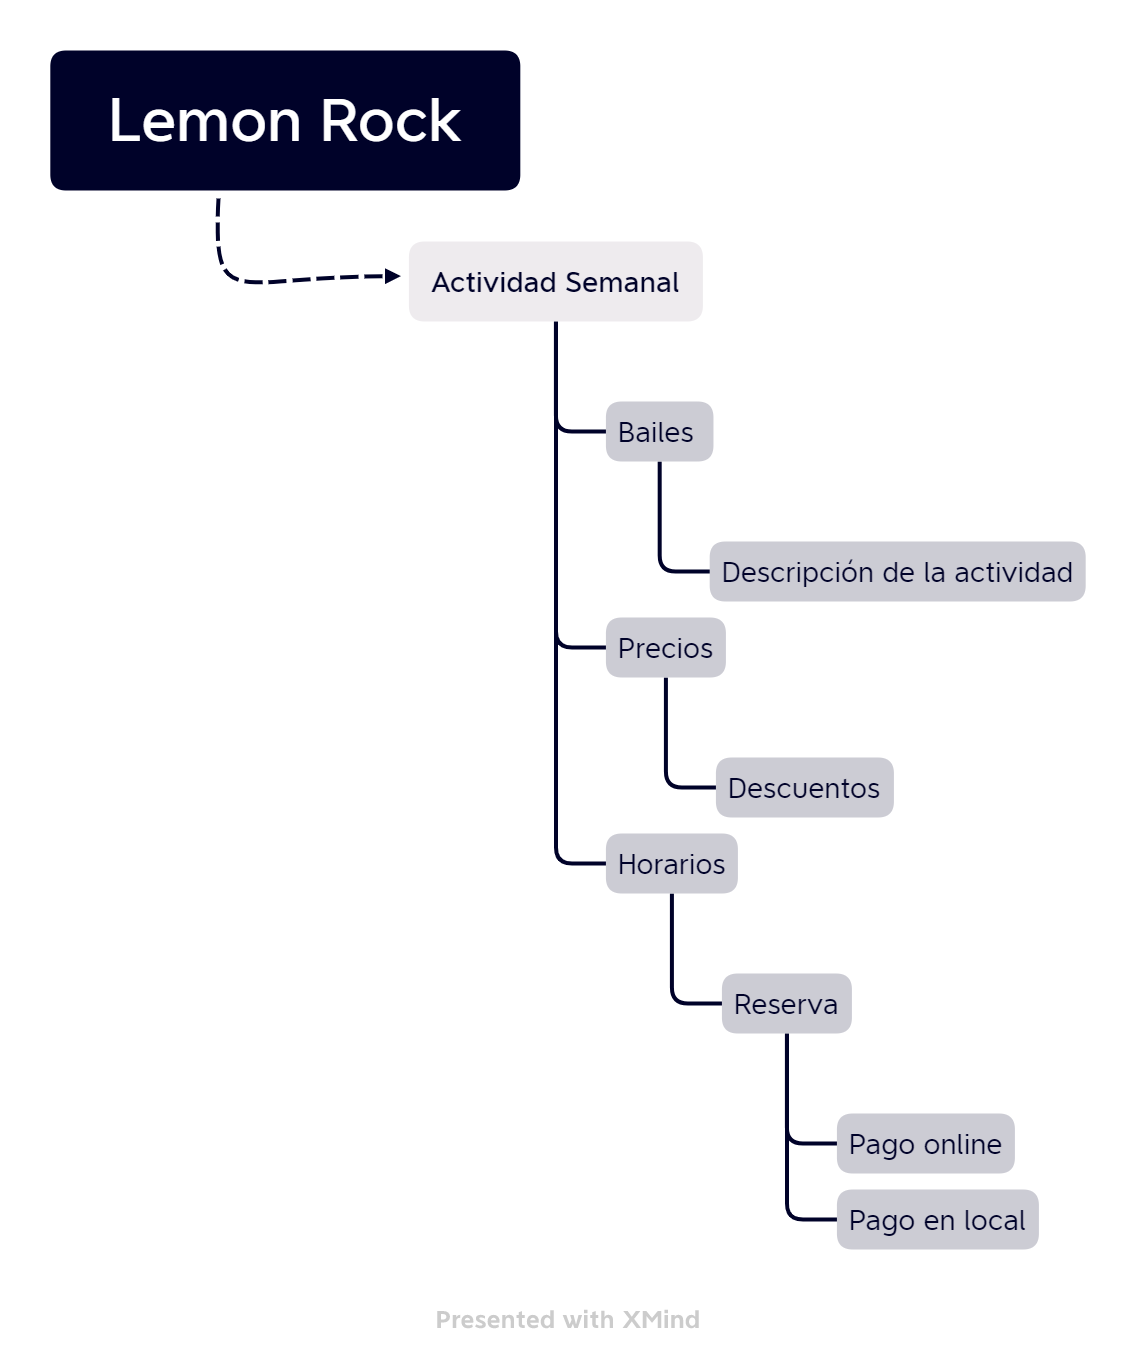 Lemon Rock
Actividad Semanal
Bailes
Descripción de la actividad
Precios
Descuentos
Horarios
Reserva
Pago online
Pago en local
Presented with XMind